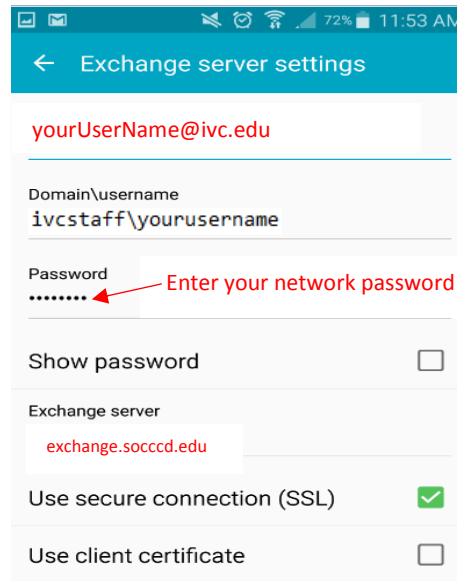 72% 11:53 AM
Exchange server settings
yourUserName@ivc.edu
Domain\username
ivcstaff\yourusername
Password
••••••••
Enter your network password
Show password
Exchange server
exchange.socccd.edu
Use secure connection (SSL)
Use client certificate